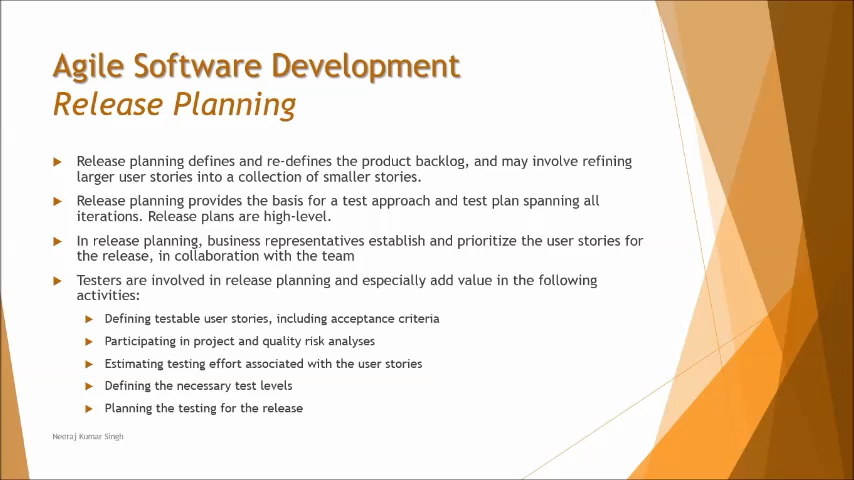 Agile Software Development
Release Planning
Release planning defines and re-defines the product backlog, and may involve refining
larger user stories into a collection of smaller stories.
Release planning provides the basis for a test approach and test plan spanning all
iterations. Release plans are high-level.
In release planning, business representatives establish and prioritize the user stories for
the release, in collaboration with the team
Testers are involved in release planning and especially add value in the following
activities:
Defining testable user stories, including acceptance criteria
Participating in project and quality risk analyses
Estimating testing effort associated with the user stories
Defining the necessary test levels
Planning the testing for the release
Neeraj Kumar Singh